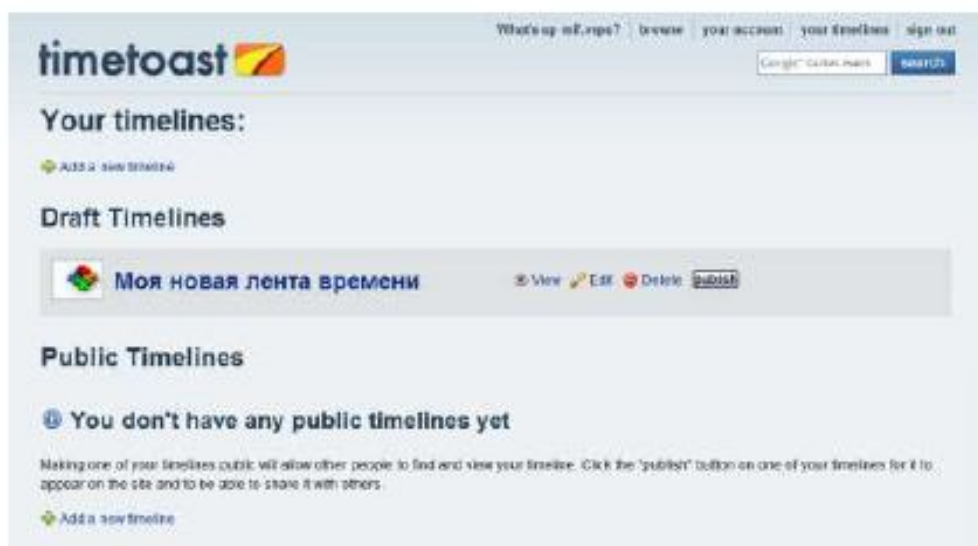 What's up mlf.vspu? browse your account your timelines sign out
timetoast
search
Your timelines:
Add a new timeline
Draft Timelines
Моя новая лента времени View Edit Delete publish
Public Timelines
You don't have any public timelines yet
Making one of your timelines public will allow other people to find and view your timeline. Click the "publish" button on one of your timelines for it to
appear on the site and to be able to share it with others.
Add a new timeline